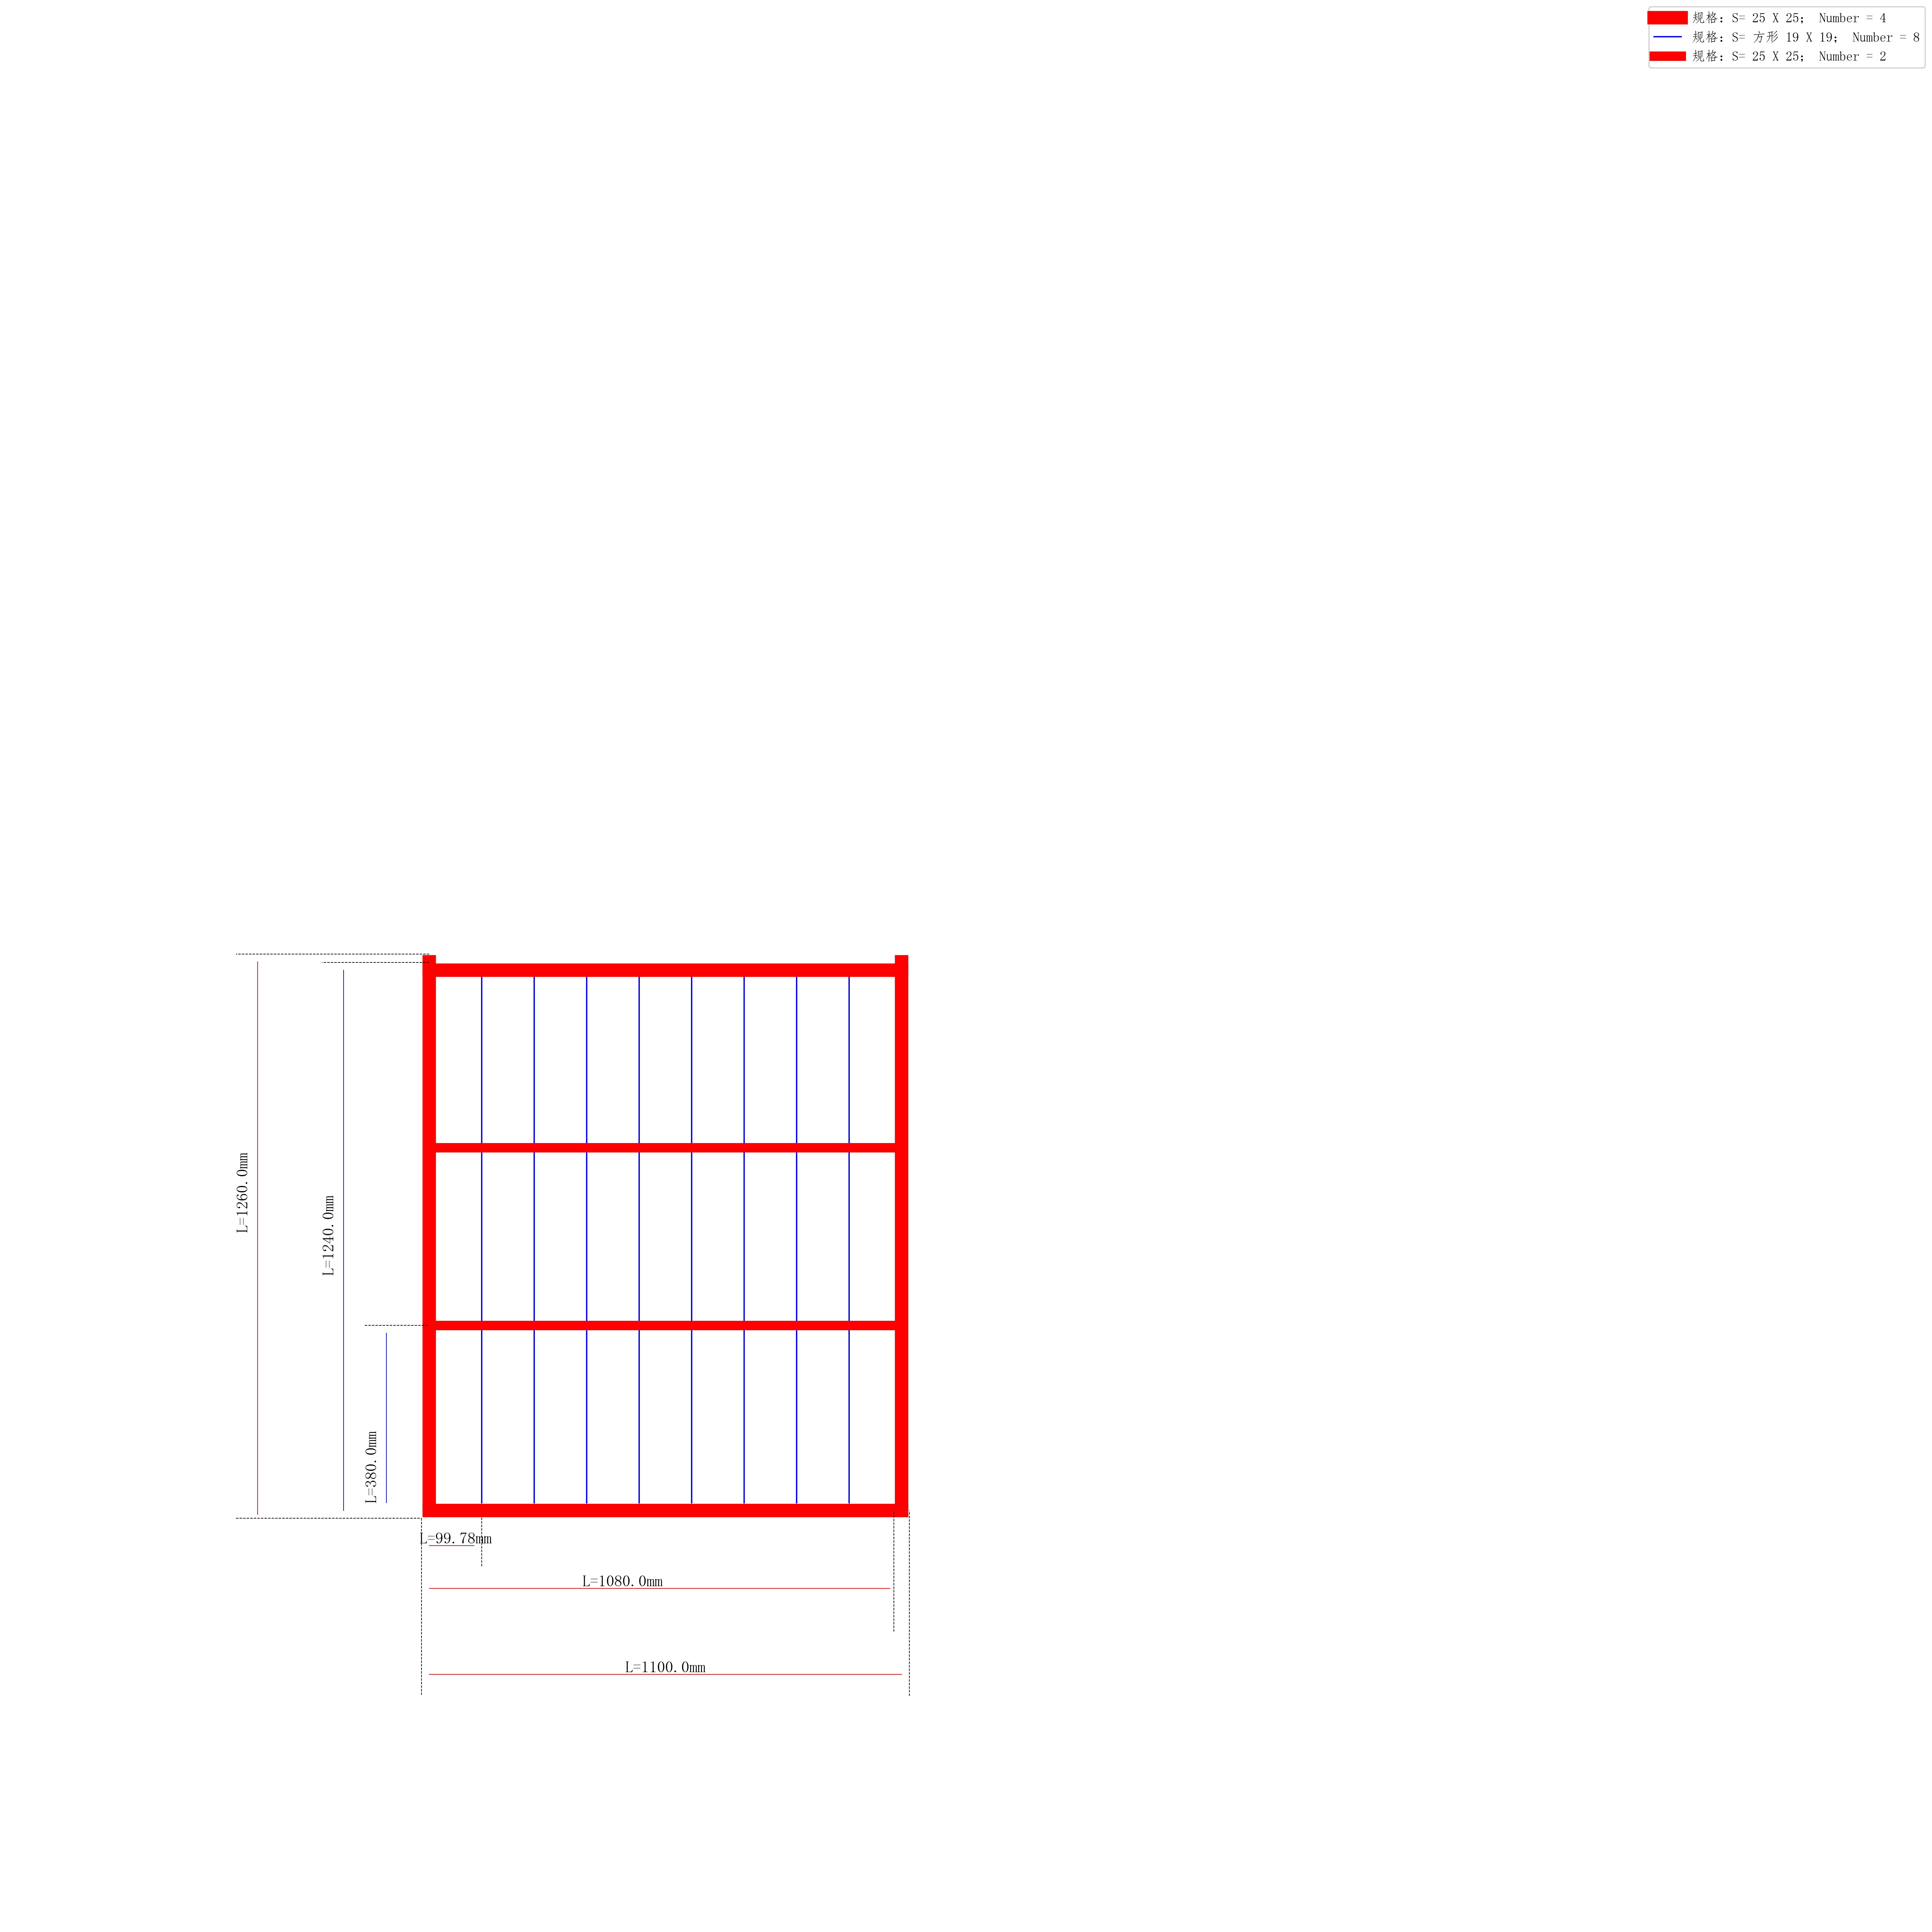 规格: S= 25 X 25; Number = 4
规格: S= 方形 19 X 19; Number = 8
规格: S= 25 X 25; Number = 2
L=1260.0mm
L=1240.0mm
L=380.0mm
L=99.78mm
L=1080.0mm
L=1100.0mm